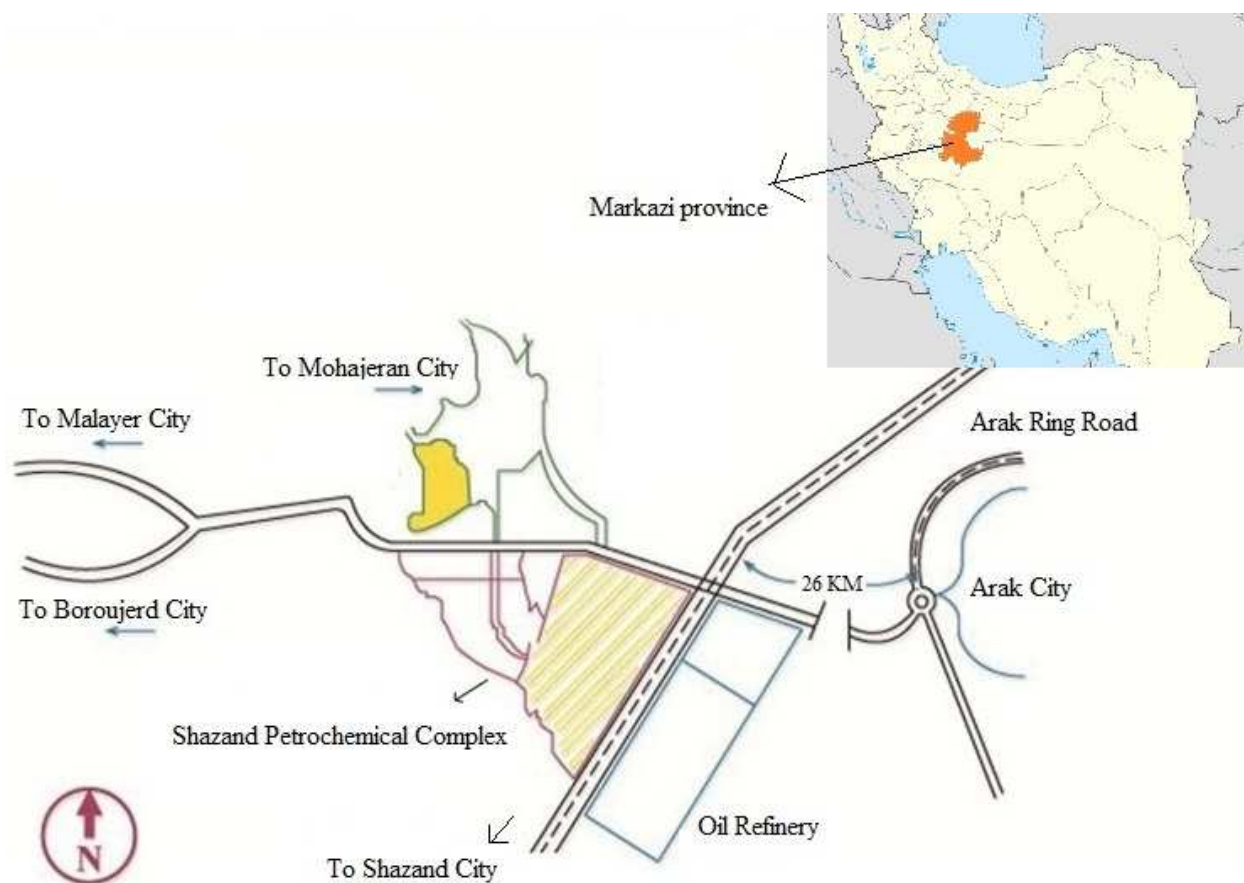 Markazi province
To Mohajeran City
To Malayer City
Arak Ring Road
26 KM
Arak City
To Boroujerd City
Shazand Petrochemical Complex
Oil Refinery
N
To Shazand City